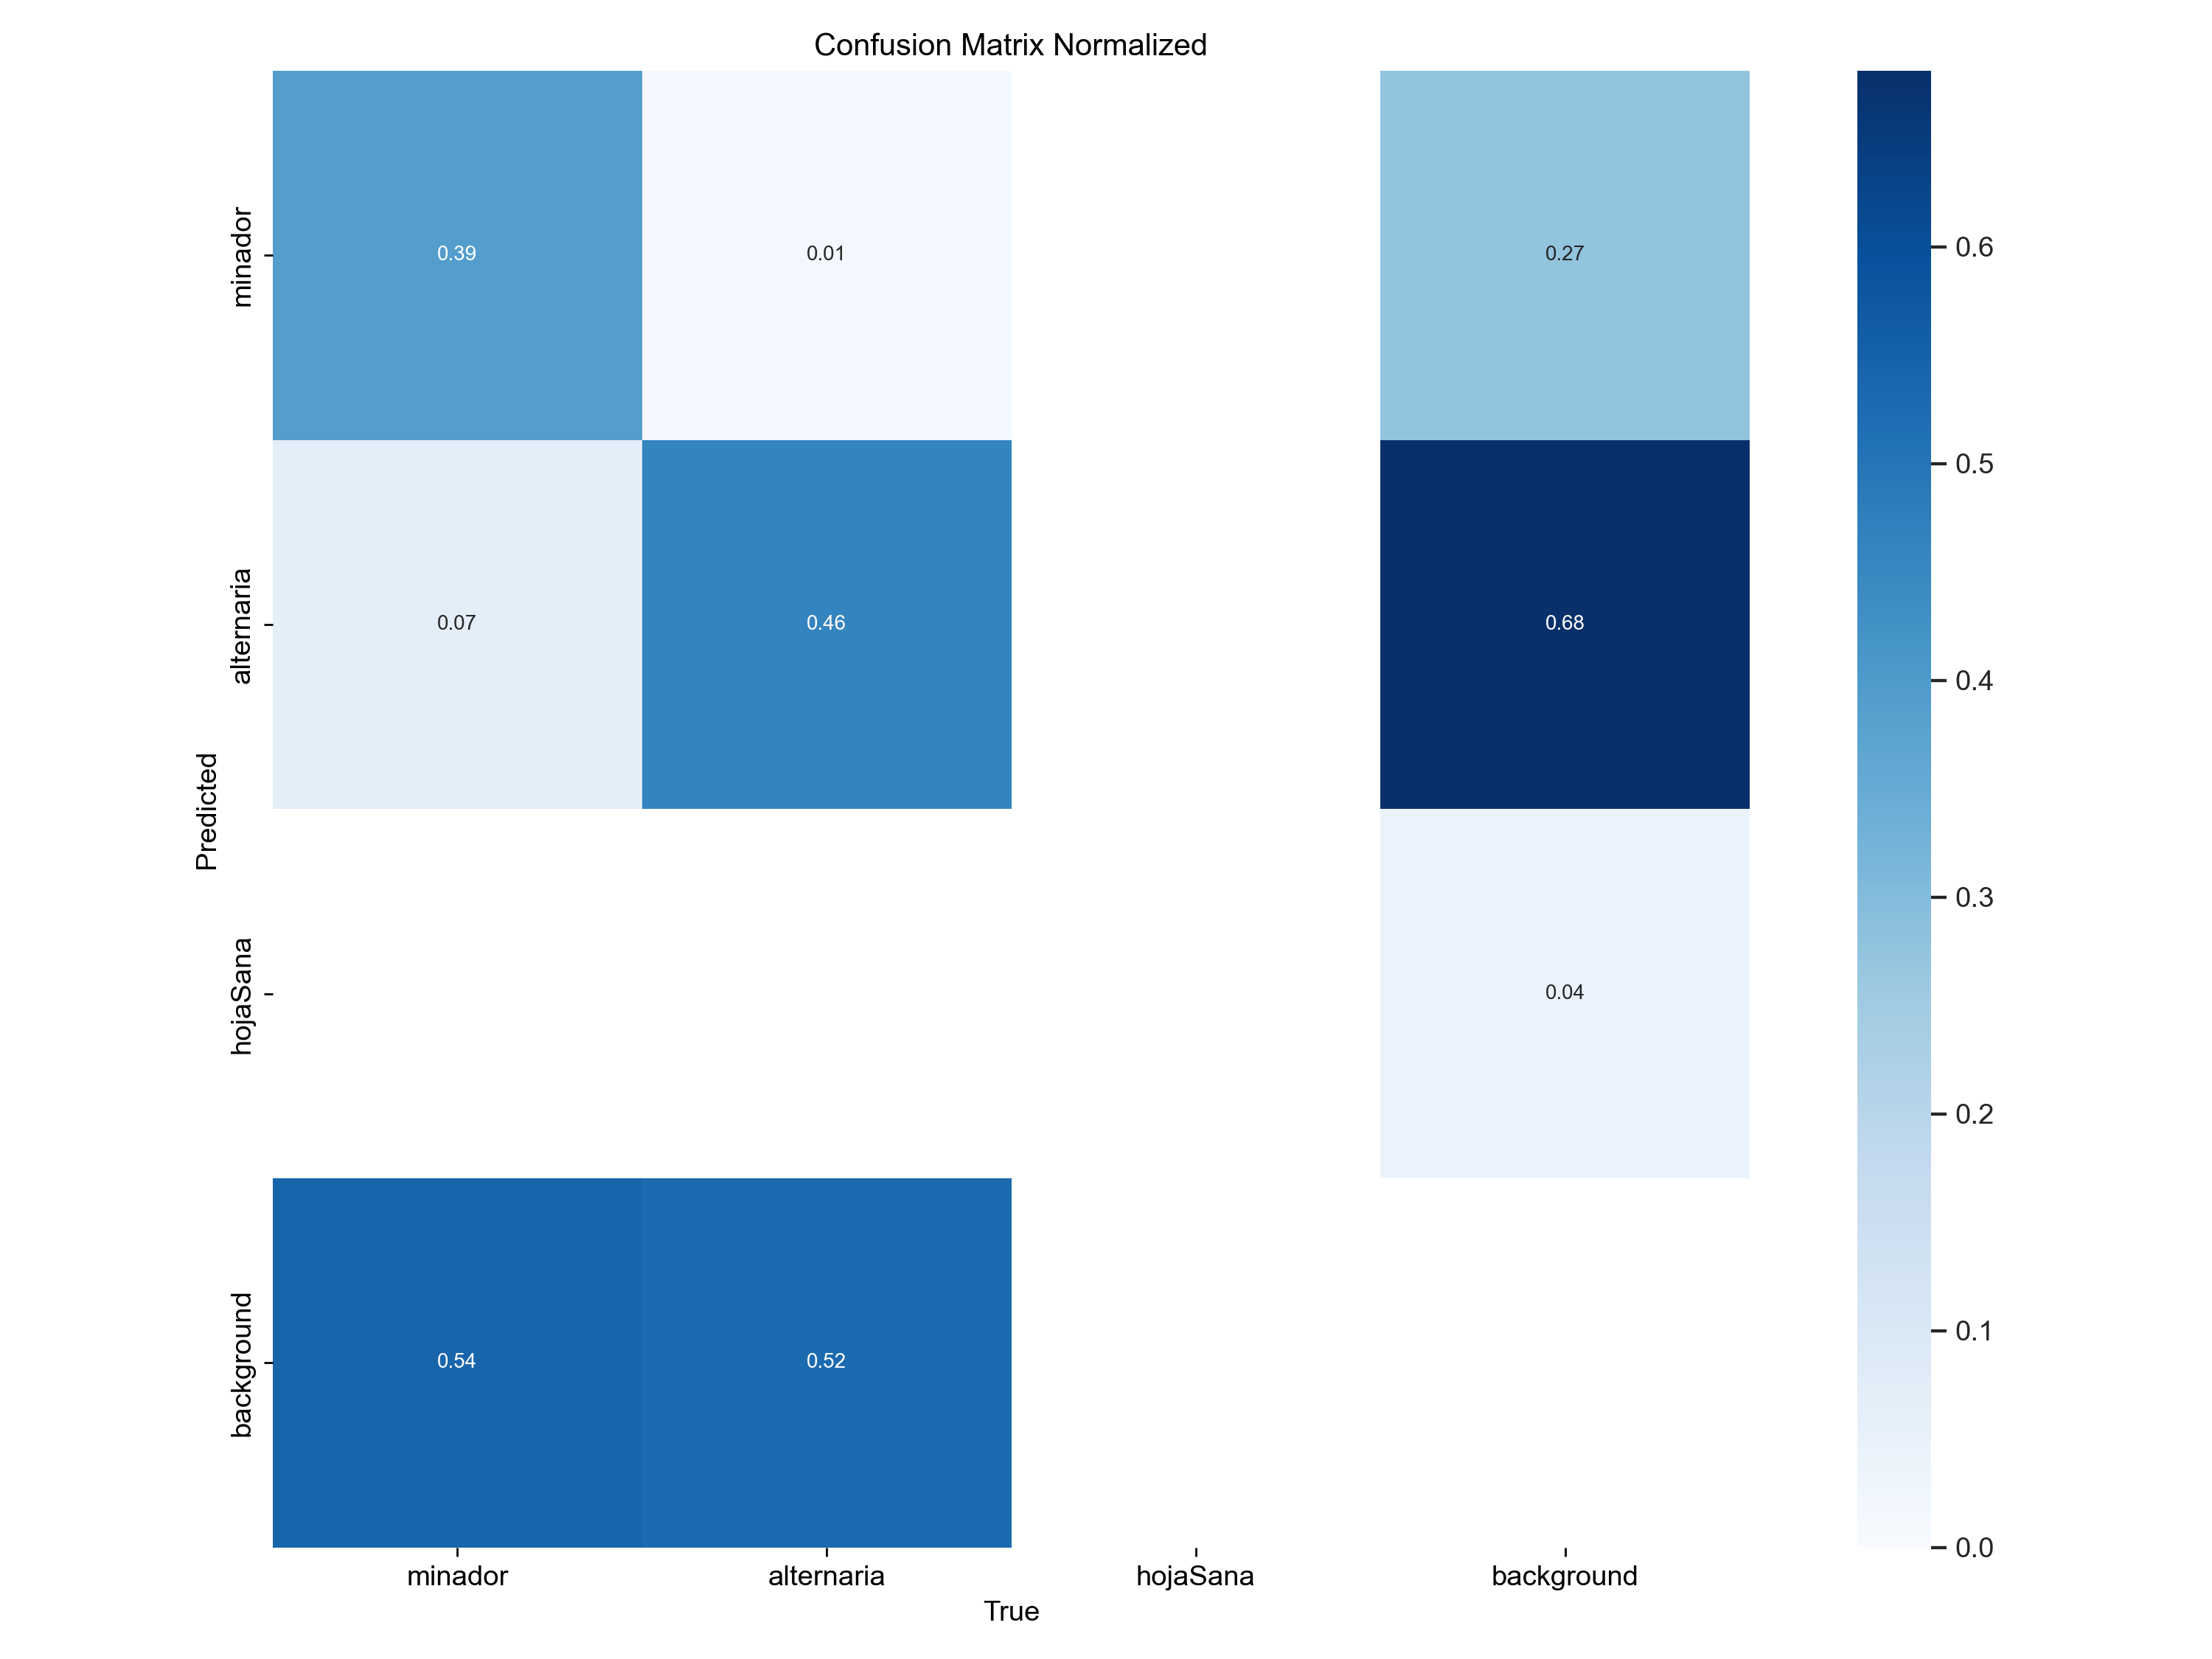 Confusion Matrix Normalized
minador
0.39
0.01
0.27
alternaria
0.07
0.46
0.68
hojaSana
0.04
background
0.54
0.52
Predicted
minador
alternaria
hojaSana
background
True
0.6
0.5
0.4
0.3
0.2
0.1
0.0